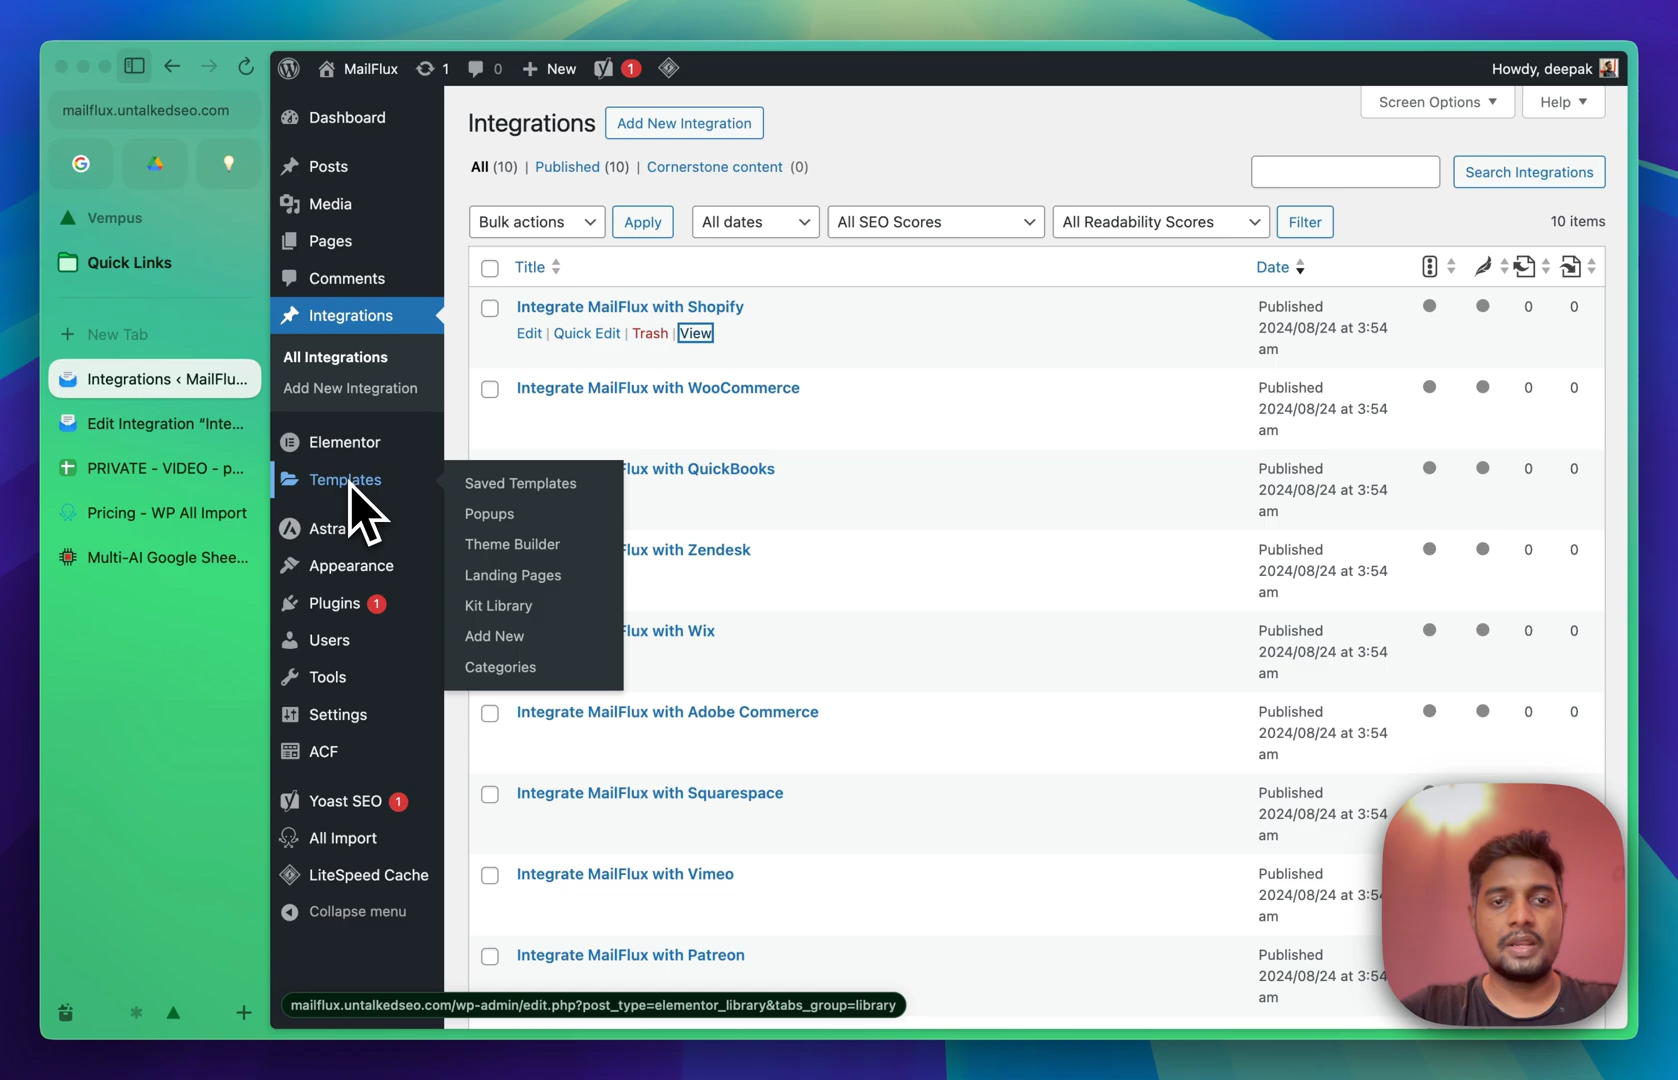 mailflux.untalkedseo.com
Vempus
Quick Links
New Tab
Integrations ‹ MailFlu...
Edit Integration “Inte...
PRIVATE - VIDEO - p...
Pricing - WP All Import
Multi-AI Google Shee...
MailFlux
1
0
New
1
Howdy, deepak
Dashboard
Posts
Media
Pages
Comments
Integrations
All Integrations
Add New Integration
Elementor
Templates
Astra
Appearance
Plugins 1
Users
Tools
Settings
ACF
Yoast SEO 1
All Import
LiteSpeed Cache
Collapse menu
Saved Templates
Popups
Theme Builder
Landing Pages
Kit Library
Add New
Categories
Screen Options
Help
Integrations
Add New Integration
All (10) | Published (10) | Cornerstone content (0)
Search Integrations
Bulk actions
Apply
All dates
All SEO Scores
All Readability Scores
Filter
10 items
Title
Date
Integrate MailFlux with Shopify
Edit | Quick Edit | Trash | View
Published
2024/08/24 at 3:54
am
0
0
Integrate MailFlux with WooCommerce
Published
2024/08/24 at 3:54
am
0
0
Flux with QuickBooks
Published
2024/08/24 at 3:54
am
0
0
Flux with Zendesk
Published
2024/08/24 at 3:54
am
0
0
Flux with Wix
Published
2024/08/24 at 3:54
am
0
0
Integrate MailFlux with Adobe Commerce
Published
2024/08/24 at 3:54
am
0
0
Integrate MailFlux with Squarespace
Published
2024/08/24 at 3:54
am
Integrate MailFlux with Vimeo
Published
2024/08/24 at 3:54
am
Integrate MailFlux with Patreon
Published
2024/08/24 at 3:54
am
mailflux.untalkedseo.com/wp-admin/edit.php?post_type=elementor_library&tabs_group=library